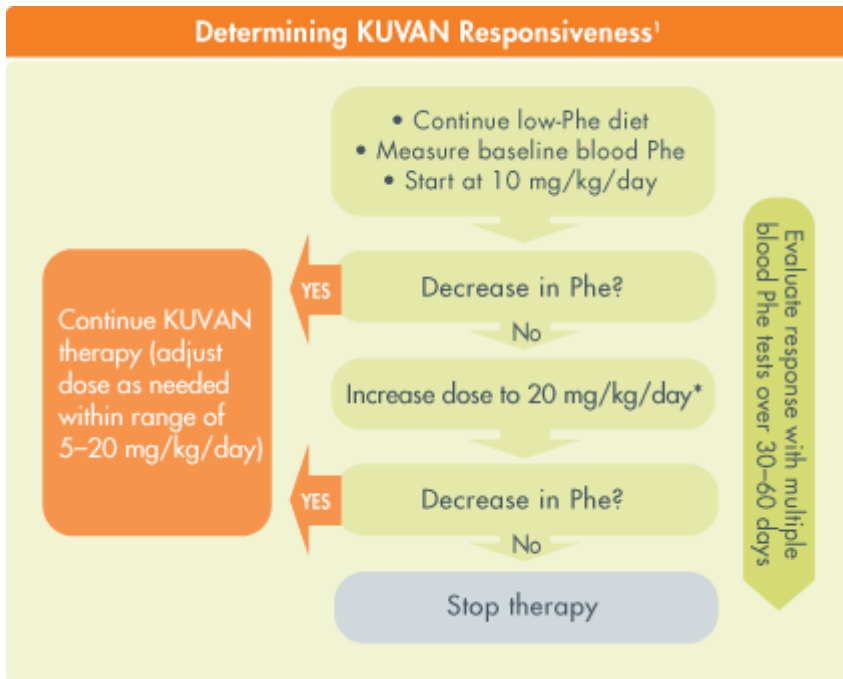 Determining KUVAN Responsiveness¹
• Continue low-Phe diet
• Measure baseline blood Phe
• Start at 10 mg/kg/day
YES
Decrease in Phe?
No
Continue KUVAN
therapy (adjust
dose as needed
within range of
5–20 mg/kg/day)
Increase dose to 20 mg/kg/day*
YES
Decrease in Phe?
No
Stop therapy
Evaluate response with multiple
blood Phe tests over 30–60 days